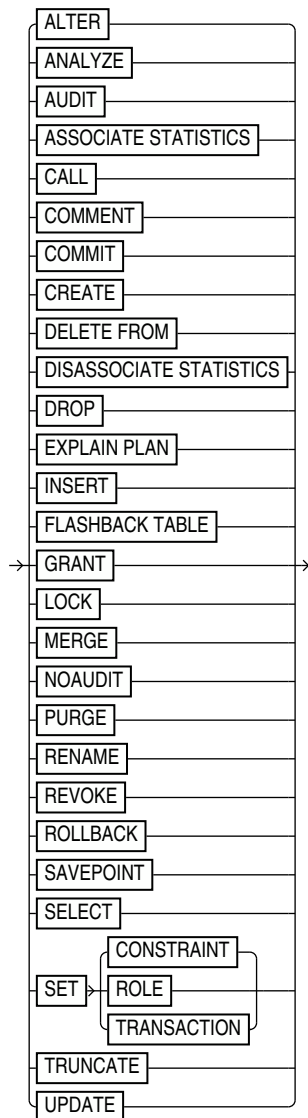 ALTER
ANALYZE
AUDIT
ASSOCIATE STATISTICS
CALL
COMMENT
COMMIT
CREATE
DELETE FROM
DISASSOCIATE STATISTICS
DROP
EXPLAIN PLAN
INSERT
FLASHBACK TABLE
GRANT
LOCK
MERGE
NOAUDIT
PURGE
RENAME
REVOKE
ROLLBACK
SAVEPOINT
SELECT
CONSTRAINT
SET ROLE
TRANSACTION
TRUNCATE
UPDATE